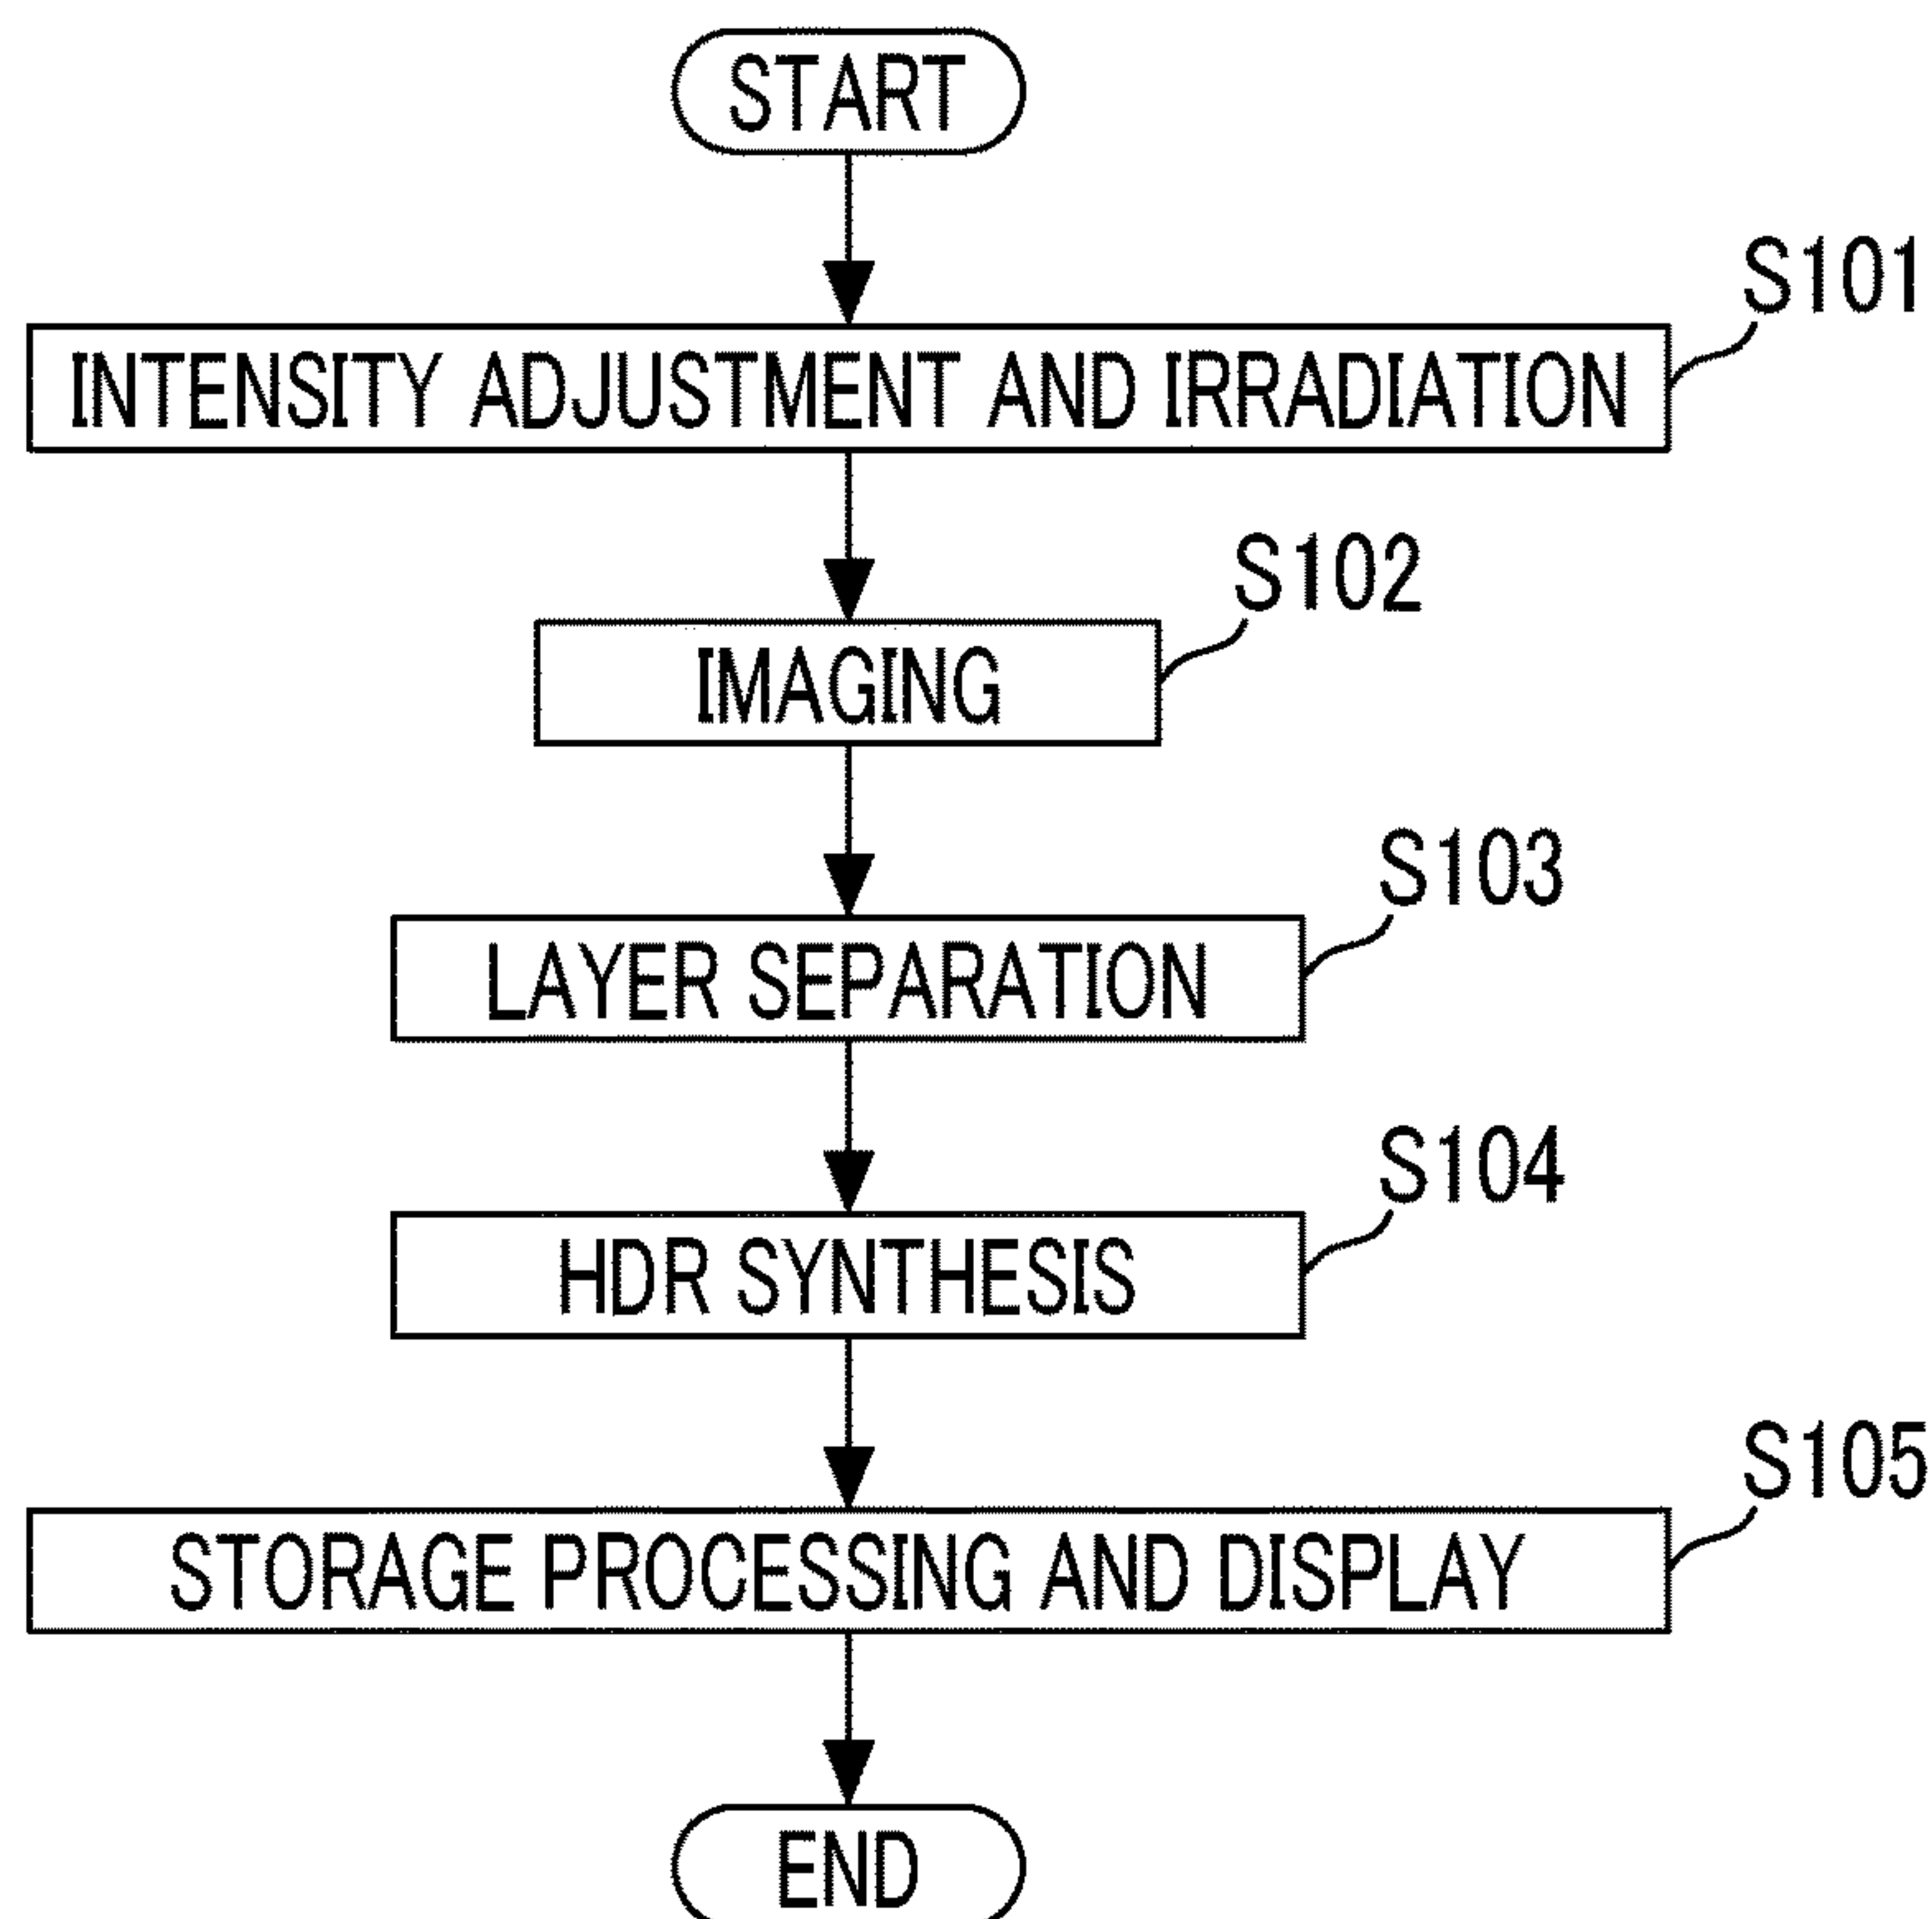 START
S101
INTENSITY ADJUSTMENT AND IRRADIATION
S102
IMAGING
S103
LAYER SEPARATION
S104
HDR SYNTHESIS
S105
STORAGE PROCESSING AND DISPLAY
END